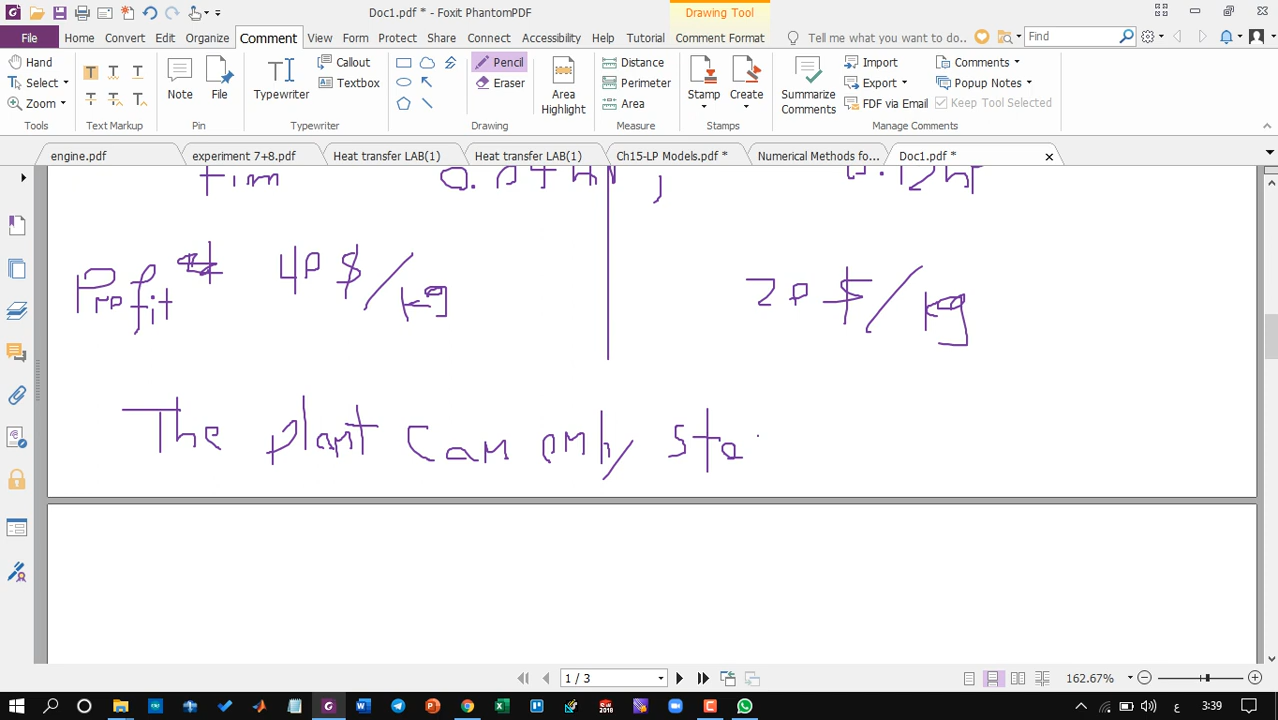 Doc1.pdf * - Foxit PhantomPDF
Drawing Tool
File Home Convert Edit Organize Comment View Form Protect Share Connect Accessibility Help Tutorial Comment Format Tell me what you want to do.. Find
Hand
Select
Zoom
Tools
Text Markup
Note
File
Pin
Typewriter
Callout
Textbox
Typewriter
Pencil
Eraser
Drawing
Area
Highlight
Distance
Perimeter
Area
Measure
Stamp
Create
Stamps
Summarize
Comments
Import
Export
FDF via Email
Comments
Popup Notes
Keep Tool Selected
Manage Comments
engine.pdf
experiment 7+8.pdf
Heat transfer LAB(1)
Heat transfer LAB(1)
Ch15-LP Models.pdf *
Numerical Methods fo...
Doc1.pdf *
Profit 40 $/kg 20 $/kg
The plant can only
1 / 3
162.67%
ع 3:39